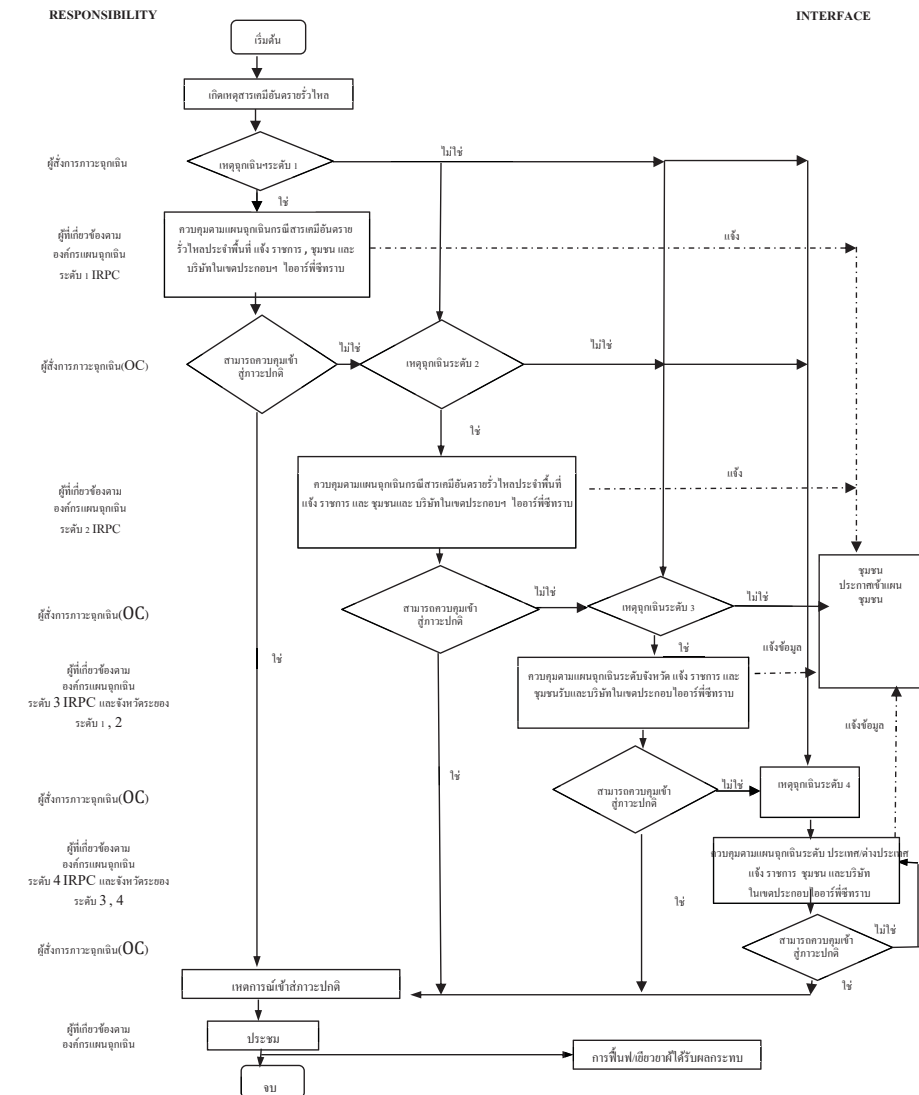 RESPONSIBILITY
INTERFACE
เริ่มต้น
เกิดเหตุสารเคมีอันตรายรั่วไหล
ผู้สั่งการภาวะฉุกเฉิน
เหตุฉุกเฉินฯระดับ 1
ไม่ใช่
ใช่
ผู้ที่เกี่ยวข้องตาม
องค์กรแผนฉุกเฉิน
ระดับ 1 IRPC
ควบคุมตามแผนฉุกเฉินกรณีสารเคมีอันตราย
รั่วไหลประจำพื้นที่ แจ้ง ราชการ , ชุมชน และ
บริษัทในเขตประกอบฯ ไออาร์พีซีทราบ
แจ้ง
ผู้สั่งการภาวะฉุกเฉิน(OC)
สามารถควบคุมเข้า
สู่ภาวะปกติ
ไม่ใช่
เหตุฉุกเฉินระดับ 2
ไม่ใช่
ใช่
ผู้ที่เกี่ยวข้องตาม
องค์กรแผนฉุกเฉิน
ระดับ 2 IRPC
ควบคุมตามแผนฉุกเฉินกรณีสารเคมีอันตรายรั่วไหลประจำพื้นที่
แจ้ง ราชการ และ ชุมชนและ บริษัทในเขตประกอบฯ ไออาร์พีซีทราบ
แจ้ง
ชุมชน
ประกาศเข้าแผน
ชุมชน
ผู้สั่งการภาวะฉุกเฉิน(OC)
สามารถควบคุมเข้า
สู่ภาวะปกติ
ไม่ใช่
เหตุฉุกเฉินระดับ 3
ไม่ใช่
ใช่
ใช่
แจ้งข้อมูล
ผู้ที่เกี่ยวข้องตาม
องค์กรแผนฉุกเฉิน
ระดับ 3 IRPC และจังหวัดระยอง
ระดับ 1 , 2
ควบคุมตามแผนฉุกเฉินระดับจังหวัด แจ้ง ราชการ และ
ชุมชนรับและบริษัทในเขตประกอบไออาร์พีซีทราบ
แจ้งข้อมูล
ใช่
ผู้สั่งการภาวะฉุกเฉิน(OC)
สามารถควบคุมเข้า
สู่ภาวะปกติ
ไม่ใช่
เหตุฉุกเฉินระดับ 4
ผู้ที่เกี่ยวข้องตาม
องค์กรแผนฉุกเฉิน
ระดับ 4 IRPC และจังหวัดระยอง
ระดับ 3 , 4
ควบคุมตามแผนฉุกเฉินระดับ ประเทศ/ต่างประเทศ
แจ้ง ราชการ ชุมชน และบริษัท
ในเขตประกอบไออาร์พีซีทราบ
ใช่
ผู้สั่งการภาวะฉุกเฉิน(OC)
สามารถควบคุมเข้า
สู่ภาวะปกติ
ไม่ใช่
ใช่
เหตการณ์เข้าสู่ภาวะปกติ
ผู้ที่เกี่ยวข้องตาม
องค์กรแผนฉุกเฉิน
ประชม
การฟื้นฟ/เยียวยาผ้ได้รับผลกระทบ
จบ